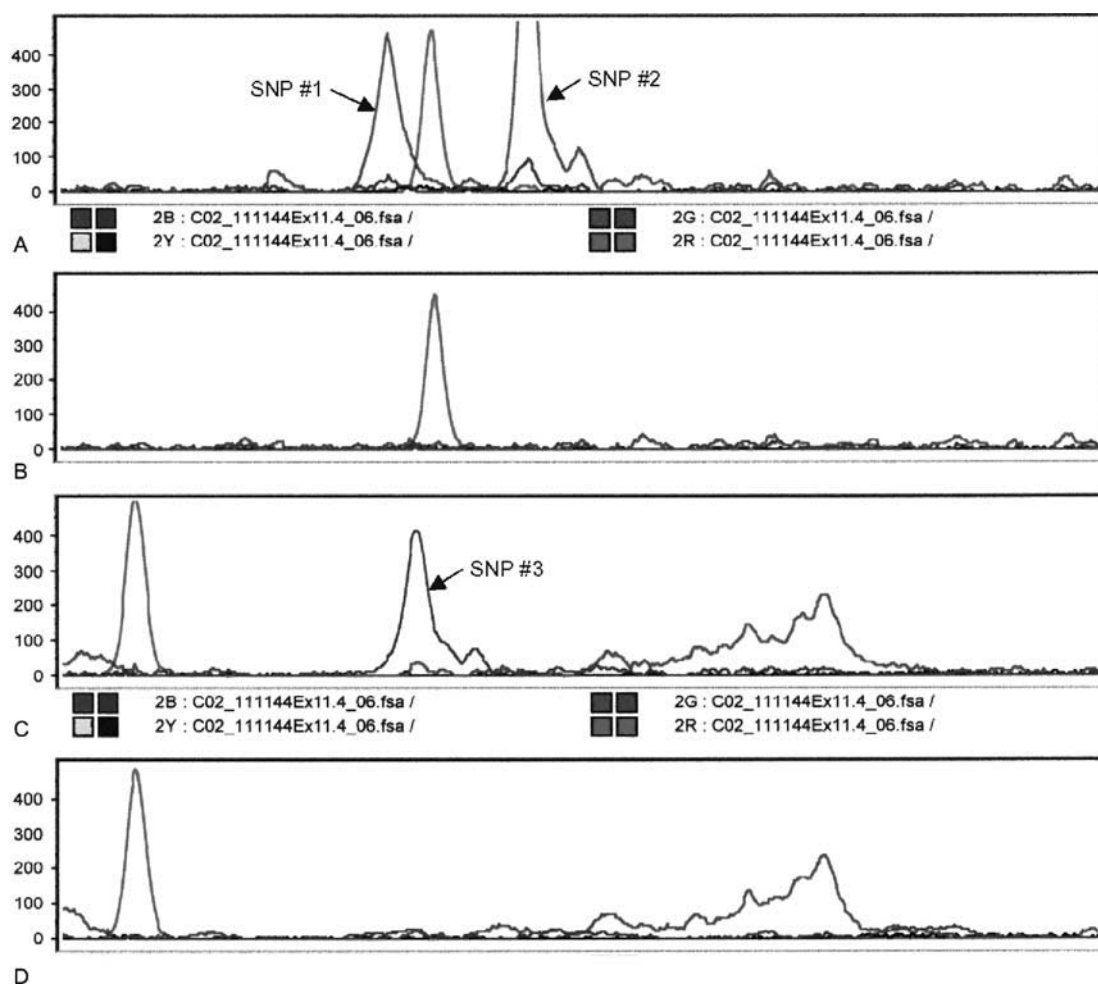 400
300
200
100
0
SNP #1
SNP #2
2B : C02_111144Ex11.4_06.fsa /
2G : C02_111144Ex11.4_06.fsa /
2Y : C02_111144Ex11.4_06.fsa /
2R : C02_111144Ex11.4_06.fsa /
A
400
300
200
100
0
B
400
300
200
100
0
SNP #3
2B : C02_111144Ex11.4_06.fsa /
2G : C02_111144Ex11.4_06.fsa /
2Y : C02_111144Ex11.4_06.fsa /
2R : C02_111144Ex11.4_06.fsa /
C
400
300
200
100
0
D